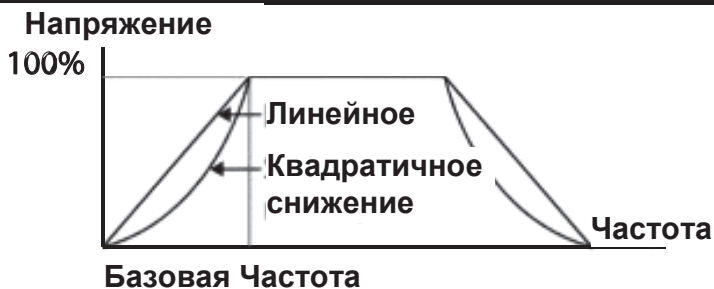 Напряжение
100%
Линейное
Квадратичное
снижение
Частота
Базовая Частота